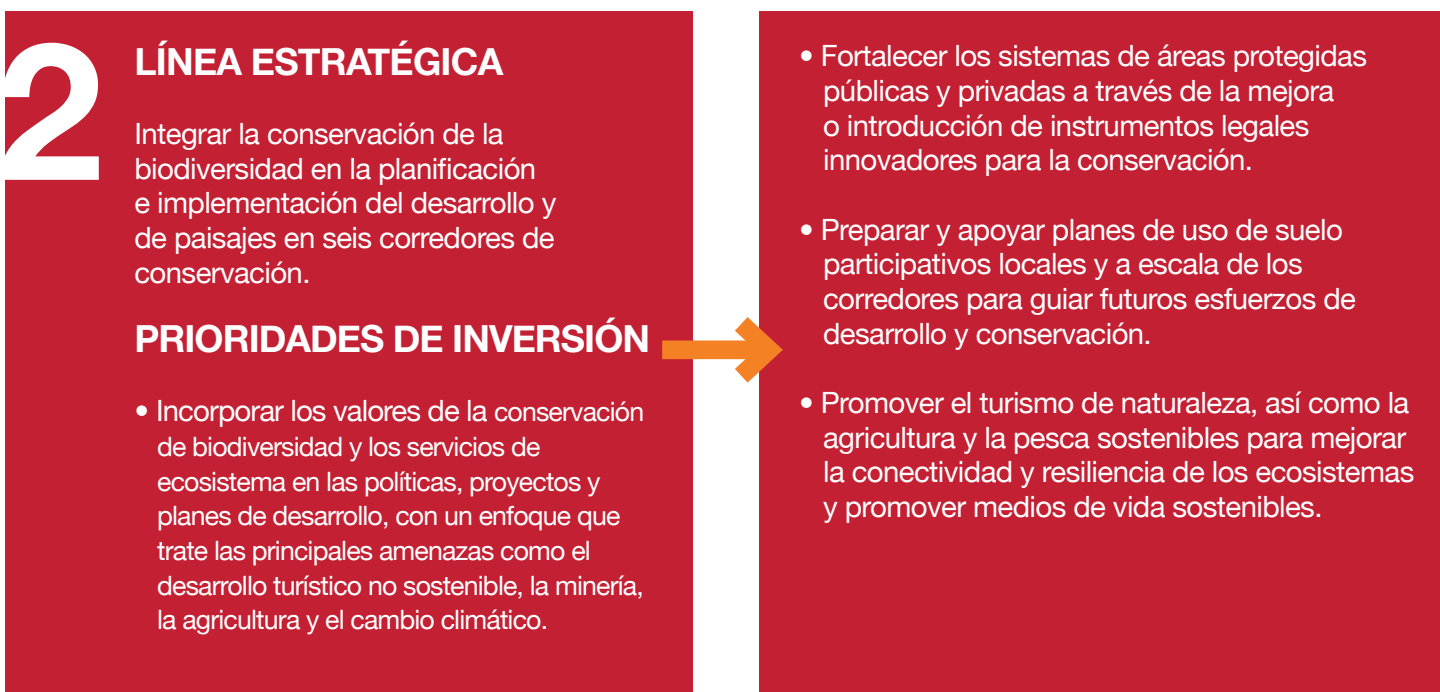 2
LÍNEA ESTRATÉGICA
Integrar la conservación de la
biodiversidad en la planificación
e implementación del desarrollo y
de paisajes en seis corredores de
conservación.
PRIORIDADES DE INVERSIÓN
• Incorporar los valores de la conservación
de biodiversidad y los servicios de
ecosistema en las políticas, proyectos y
planes de desarrollo, con un enfoque que
trate las principales amenazas como el
desarrollo turístico no sostenible, la minería,
la agricultura y el cambio climático.
• Fortalecer los sistemas de áreas protegidas
públicas y privadas a través de la mejora
o introducción de instrumentos legales
innovadores para la conservación.
• Preparar y apoyar planes de uso de suelo
participativos locales y a escala de los
corredores para guiar futuros esfuerzos de
desarrollo y conservación.
• Promover el turismo de naturaleza, así como la
agricultura y la pesca sostenibles para mejorar
la conectividad y resiliencia de los ecosistemas
y promover medios de vida sostenibles.